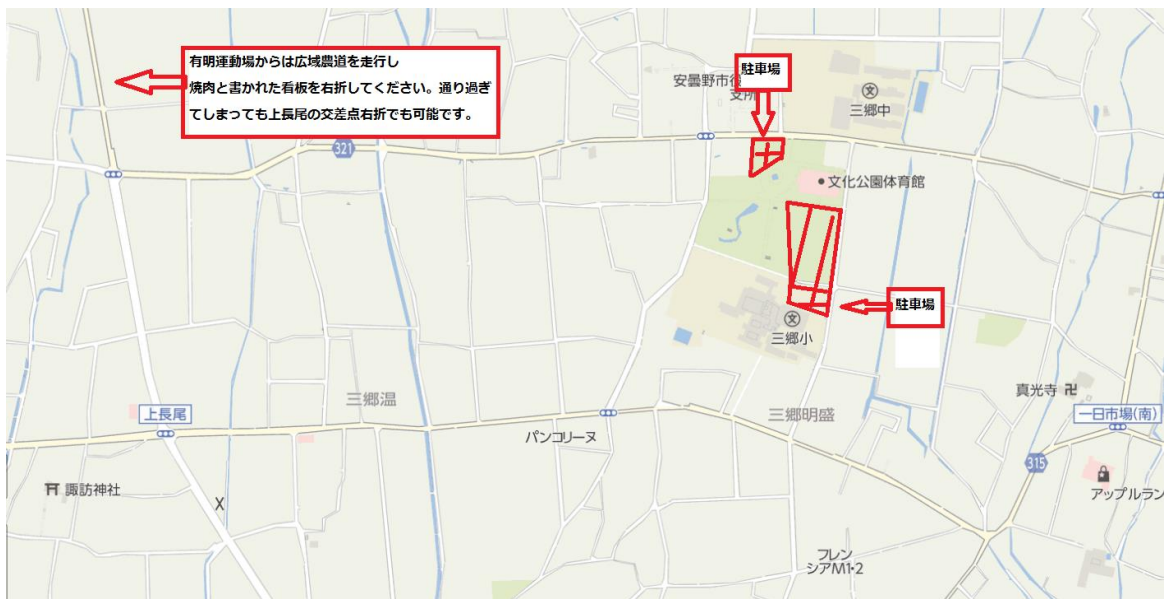 有明運動場からは広域農道を走行し
焼肉と書かれた看板を右折してください。通り過ぎ
てしまっても上長尾の交差点右折でも可能です。
駐車場
安曇野市役
支所
三郷中
321
文化公園体育館
駐車場
三郷小
真光寺
三郷温
上長尾
三郷明盛
一日市場(南)
パンコリーヌ
315
諏訪神社
X
アップルラン
フレン
シアM1・2